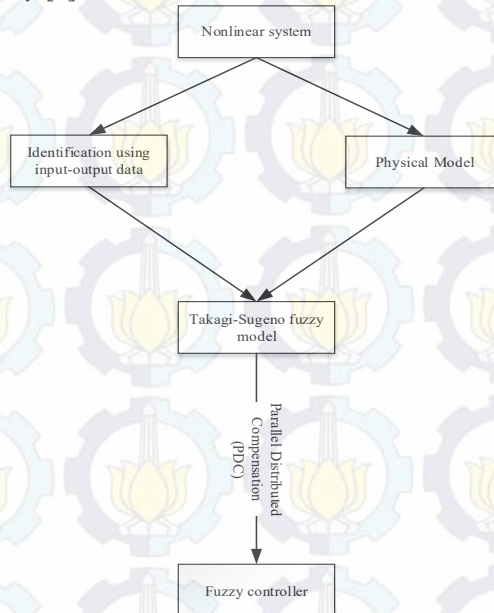 Nonlinear system
Identification using
input-output data
Physical Model
Takagi-Sugeno fuzzy
model
Parallel Distributed
Compensation
(PDC)
Fuzzy controller